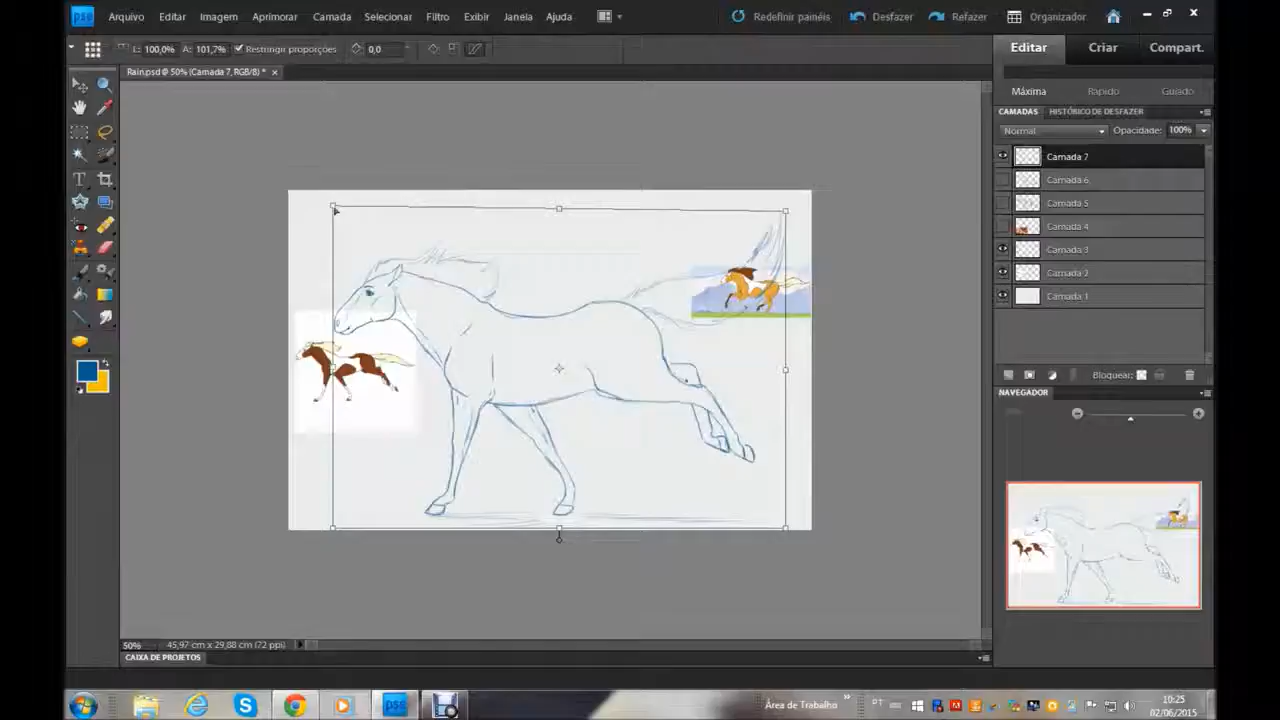 pse Arquivo Editar Imagem Aprimorar Camada Selecionar Filtro Exibir Janela Ajuda Redefinir painéis Desfazer Refazer Organizador
L: 100,0% A: 101,7% Restringir proporções 0,0 Editar Criar Compart.
Rain.psd @ 50% (Camada 7, RGB/8) * ×
Máxima Rápido Guiado
CAMADAS HISTÓRICO DE DESFAZER
Normal Opacidade: 100%
Camada 7
Camada 6
Camada 5
Camada 4
Camada 3
Camada 2
Camada 1
Bloquear:
NAVEGADOR
50% 45,97 cm x 29,88 cm (72 ppi)
CAIXA DE PROJETOS
pse Área de Trabalho » PT 10:25
02/06/2015